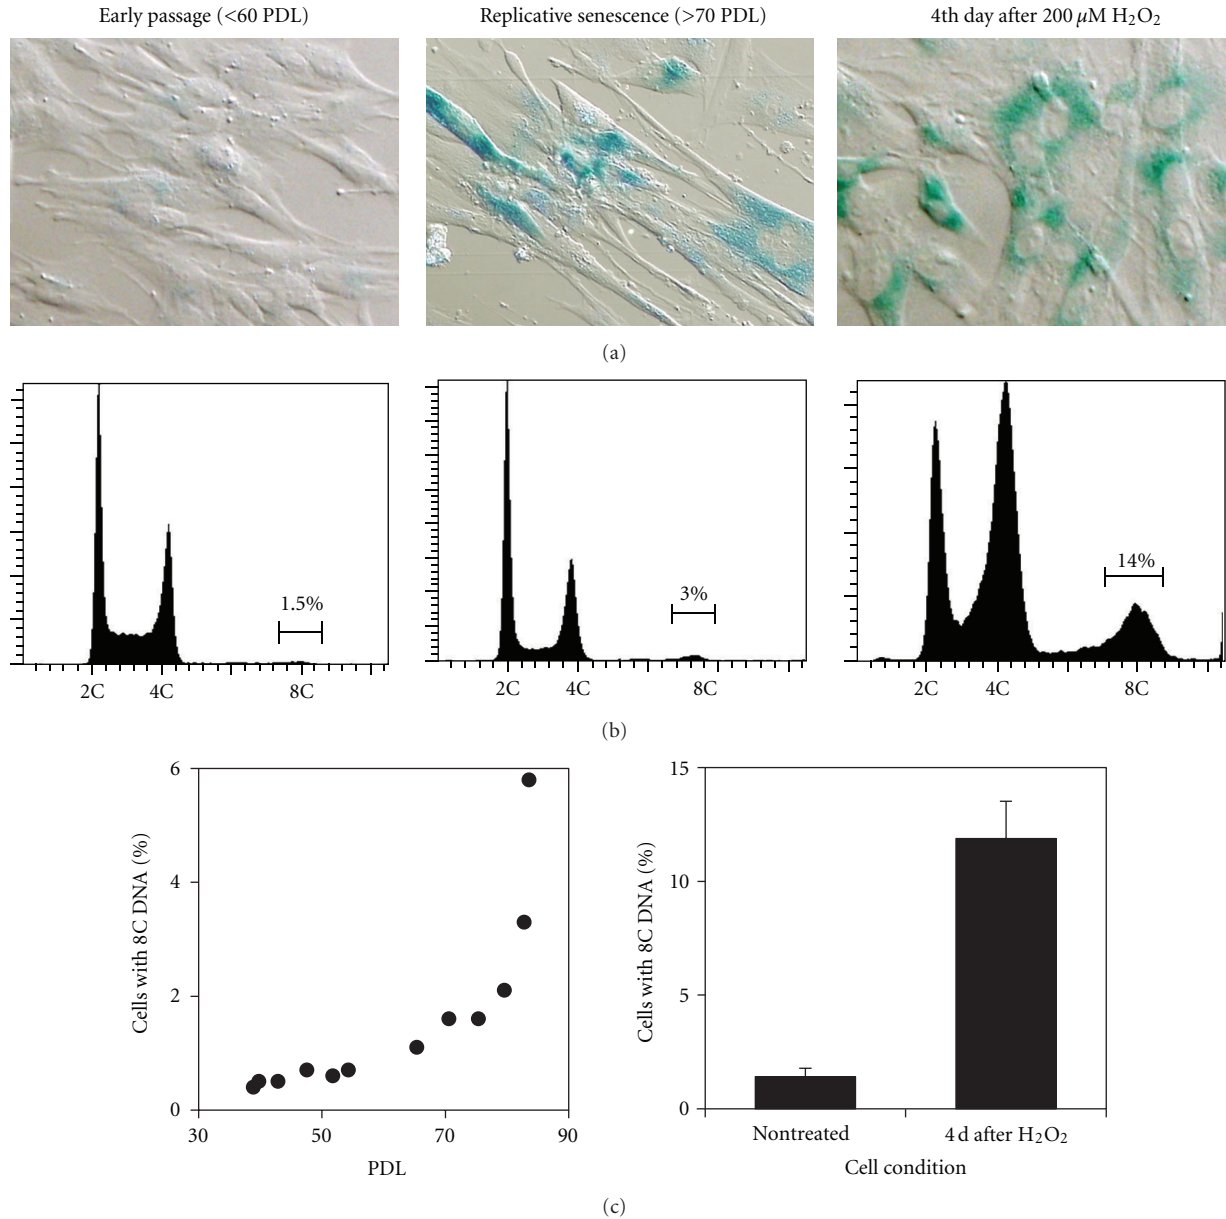 Early passage (<60 PDL)
Replicative senescence (>70 PDL)
4th day after 200 μM H₂O₂
(a)
1.5%
2C 4C 8C
3%
2C 4C 8C
14%
2C 4C 8C
(b)
6
4
2
0
30 50 70 90
Cells with 8C DNA (%)
PDL
15
10
5
0
Cells with 8C DNA (%)
Nontreated
4 d after H₂O₂
Cell condition
(c)